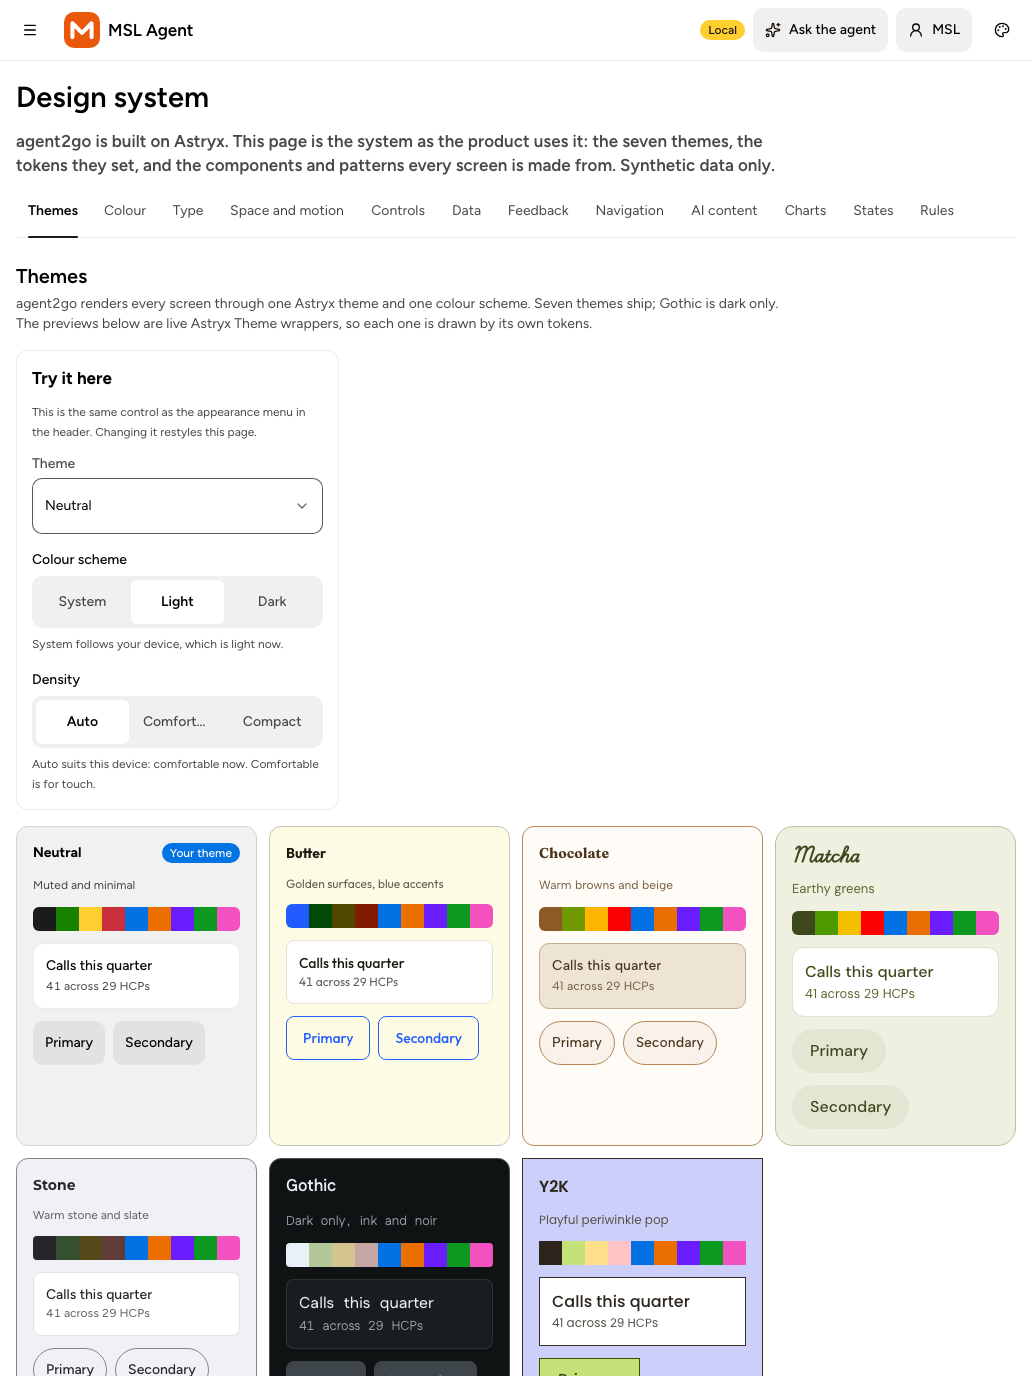 MSL Agent
Local
Ask the agent
MSL
Design system
agent2go is built on Astryx. This page is the system as the product uses it: the seven themes, the
tokens they set, and the components and patterns every screen is made from. Synthetic data only.
Themes Colour Type Space and motion Controls Data Feedback Navigation AI content Charts States Rules
Themes
agent2go renders every screen through one Astryx theme and one colour scheme. Seven themes ship; Gothic is dark only.
The previews below are live Astryx Theme wrappers, so each one is drawn by its own tokens.
Try it here
This is the same control as the appearance menu in
the header. Changing it restyles this page.
Theme
Neutral
Colour scheme
System Light Dark
System follows your device, which is light now.
Density
Auto Comfort... Compact
Auto suits this device: comfortable now. Comfortable
is for touch.
Neutral
Your theme
Muted and minimal
Calls this quarter
41 across 29 HCPs
Primary Secondary
Butter
Golden surfaces, blue accents
Calls this quarter
41 across 29 HCPs
Primary Secondary
Chocolate
Warm browns and beige
Calls this quarter
41 across 29 HCPs
Primary Secondary
Matcha
Earthy greens
Calls this quarter
41 across 29 HCPs
Primary
Secondary
Stone
Warm stone and slate
Calls this quarter
41 across 29 HCPs
Primary Secondary
Gothic
Dark only, ink and noir
Calls this quarter
41 across 29 HCPs
Y2K
Playful periwinkle pop
Calls this quarter
41 across 29 HCPs